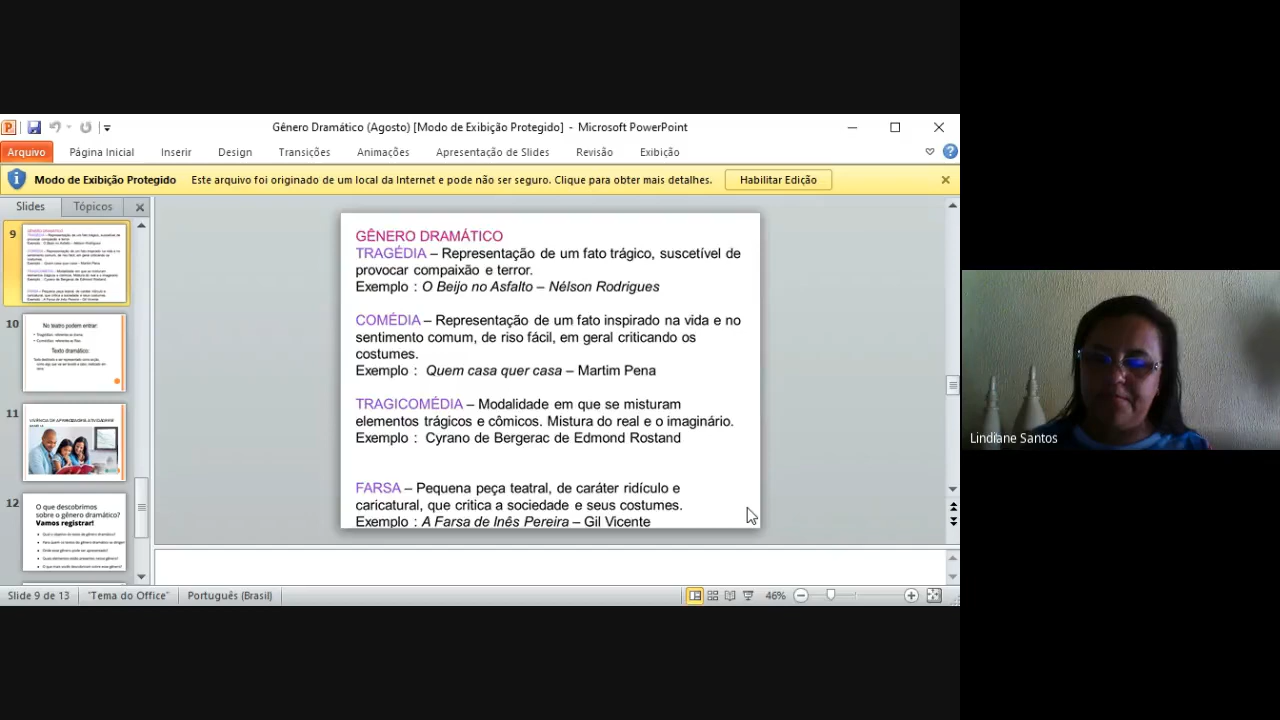 Gênero Dramático (Agosto) [Modo de Exibição Protegido] - Microsoft PowerPoint
Arquivo Página Inicial Inserir Design Transições Animações Apresentação de Slides Revisão Exibição
Modo de Exibição Protegido Este arquivo foi originado de um local da Internet e pode não ser seguro. Clique para obter mais detalhes. Habilitar Edição
Slides Tópicos
9
10
No teatro podem entrar:
Texto dramático:
11
12
O que descobrimos
sobre o gênero dramático?
Vamos registrar!
GÊNERO DRAMÁTICO
TRAGÉDIA – Representação de um fato trágico, suscetível de
provocar compaixão e terror.
Exemplo : O Beijo no Asfalto – Nélson Rodrigues
COMÉDIA – Representação de um fato inspirado na vida e no
sentimento comum, de riso fácil, em geral criticando os
costumes.
Exemplo : Quem casa quer casa – Martim Pena
TRAGICOMÉDIA – Modalidade em que se misturam
elementos trágicos e cômicos. Mistura do real e o imaginário.
Exemplo : Cyrano de Bergerac de Edmond Rostand
FARSA – Pequena peça teatral, de caráter ridículo e
caricatural, que critica a sociedade e seus costumes.
Exemplo : A Farsa de Inês Pereira – Gil Vicente
Lindiane Santos
Slide 9 de 13 "Tema do Office" Português (Brasil) 46%